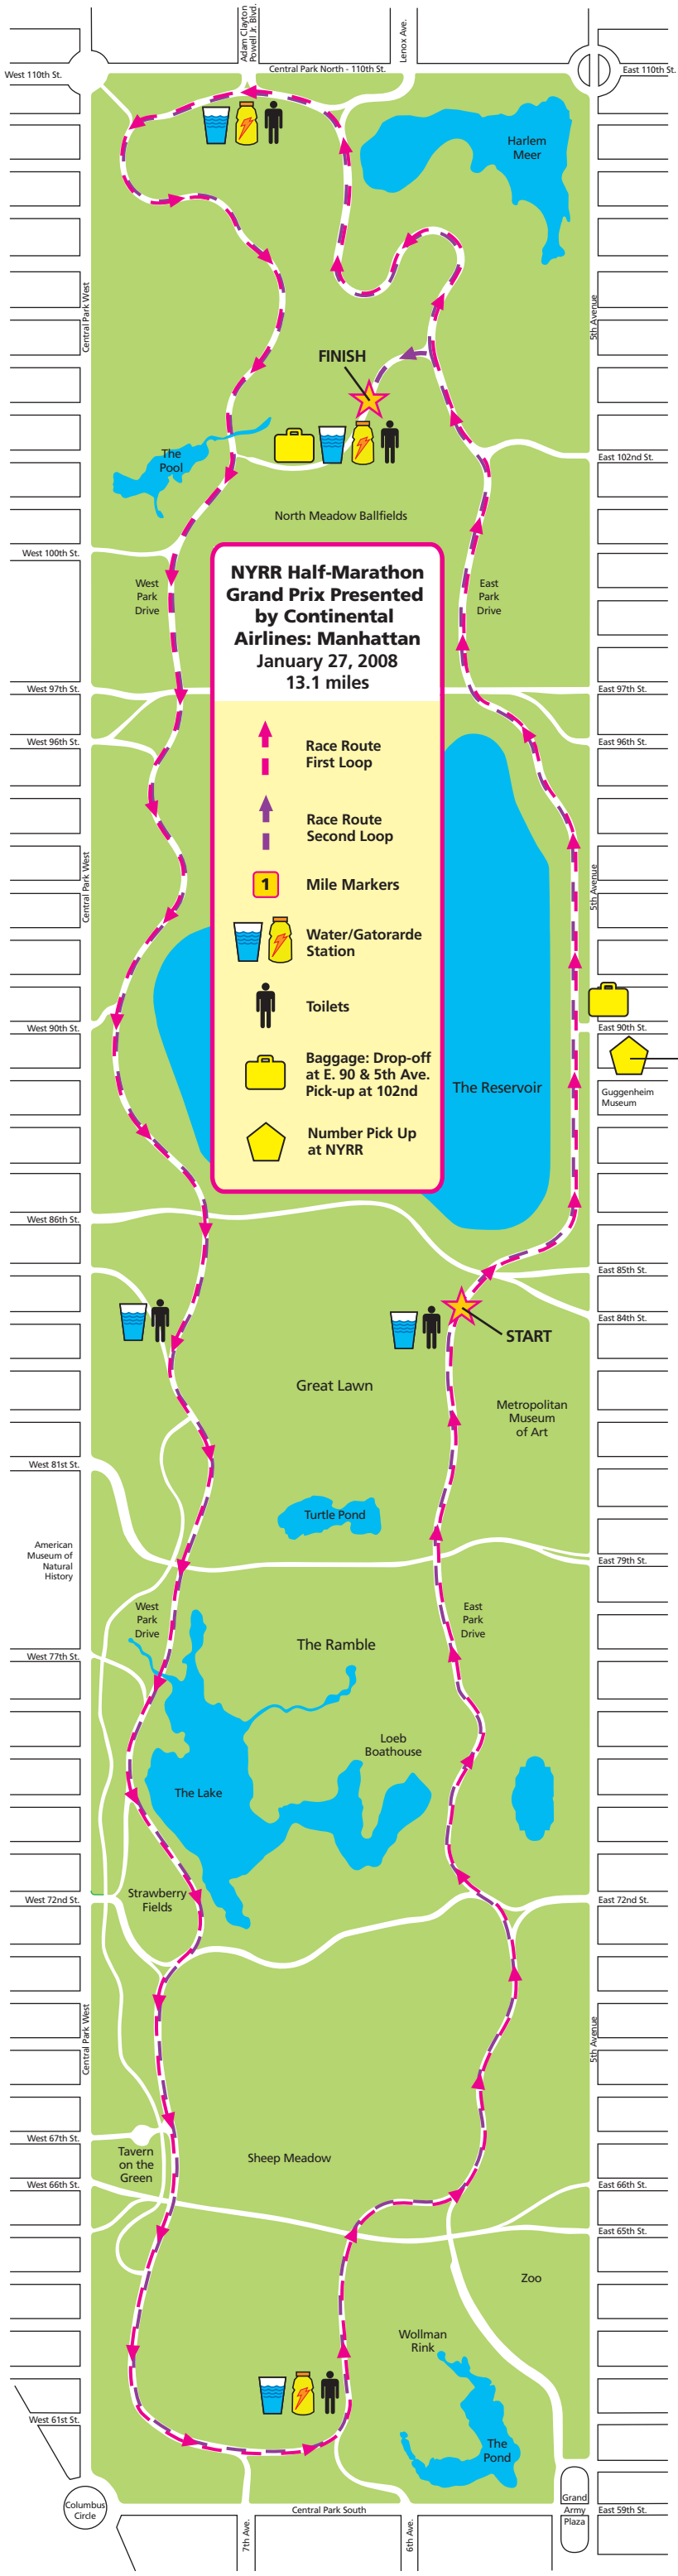 Adam Clayton
Powell Jr. Blvd.
Lenox Ave.
West 110th St.
Central Park North - 110th St.
East 110th St.
Harlem
Meer
Central Park West
5th Avenue
FINISH
The
Pool
East 102nd St.
North Meadow Ballfields
West 100th St.
West
Park
Drive
East
Park
Drive
NYRR Half-Marathon
Grand Prix Presented
by Continental
Airlines: Manhattan
January 27, 2008
13.1 miles
West 97th St.
East 97th St.
West 96th St.
East 96th St.
Race Route
First Loop
Race Route
Second Loop
1
Mile Markers
Water/Gatorarde
Station
Toilets
Baggage: Drop-off
at E. 90 & 5th Ave.
Pick-up at 102nd
Number Pick Up
at NYRR
Central Park West
5th Avenue
West 90th St.
East 90th St.
The Reservoir
Guggenheim
Museum
West 86th St.
East 85th St.
East 84th St.
START
Great Lawn
Metropolitan
Museum
of Art
West 81st St.
Turtle Pond
American
Museum of
Natural
History
East 79th St.
West
Park
Drive
East
Park
Drive
The Ramble
West 77th St.
Loeb
Boathouse
The Lake
Strawberry
Fields
West 72nd St.
East 72nd St.
Central Park West
5th Avenue
West 67th St.
Tavern
on the
Green
Sheep Meadow
West 66th St.
East 66th St.
East 65th St.
Zoo
Wollman
Rink
West 61st St.
The
Pond
Columbus
Circle
Central Park South
Grand
Army
Plaza
East 59th St.
7th Ave.
6th Ave.